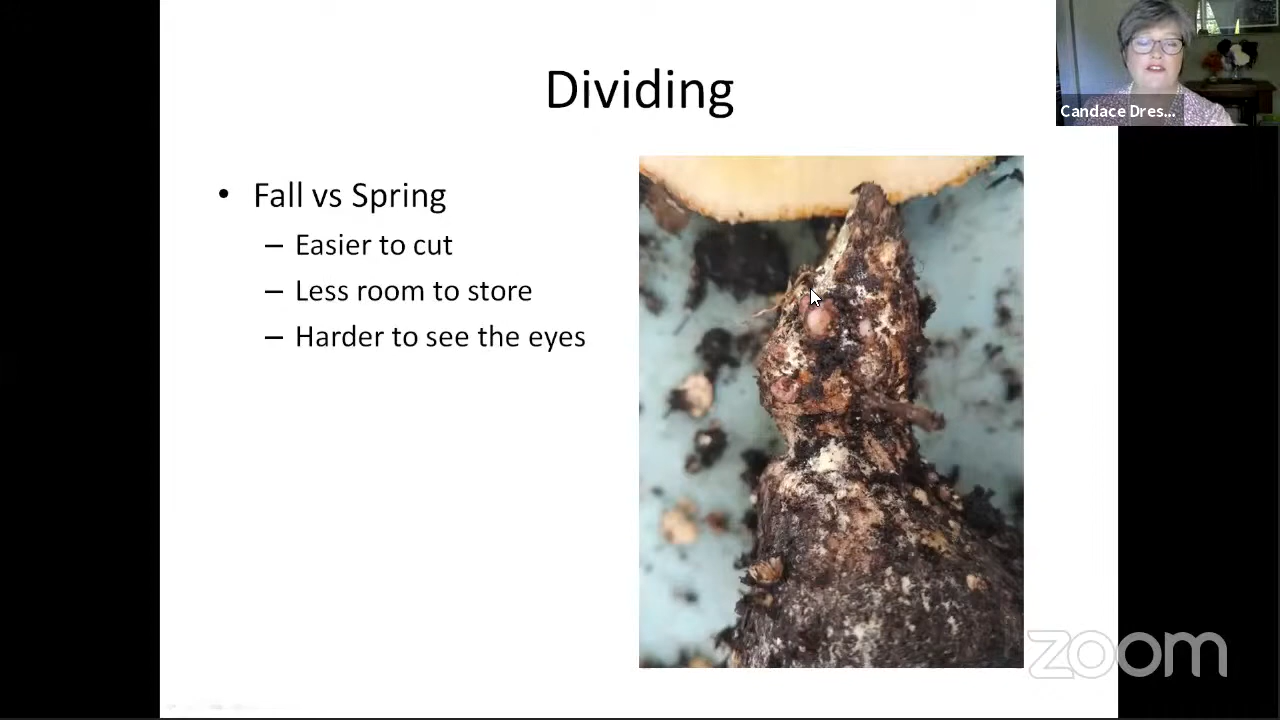 Dividing
Candace Dres...
• Fall vs Spring
– Easier to cut
– Less room to store
– Harder to see the eyes
zoom